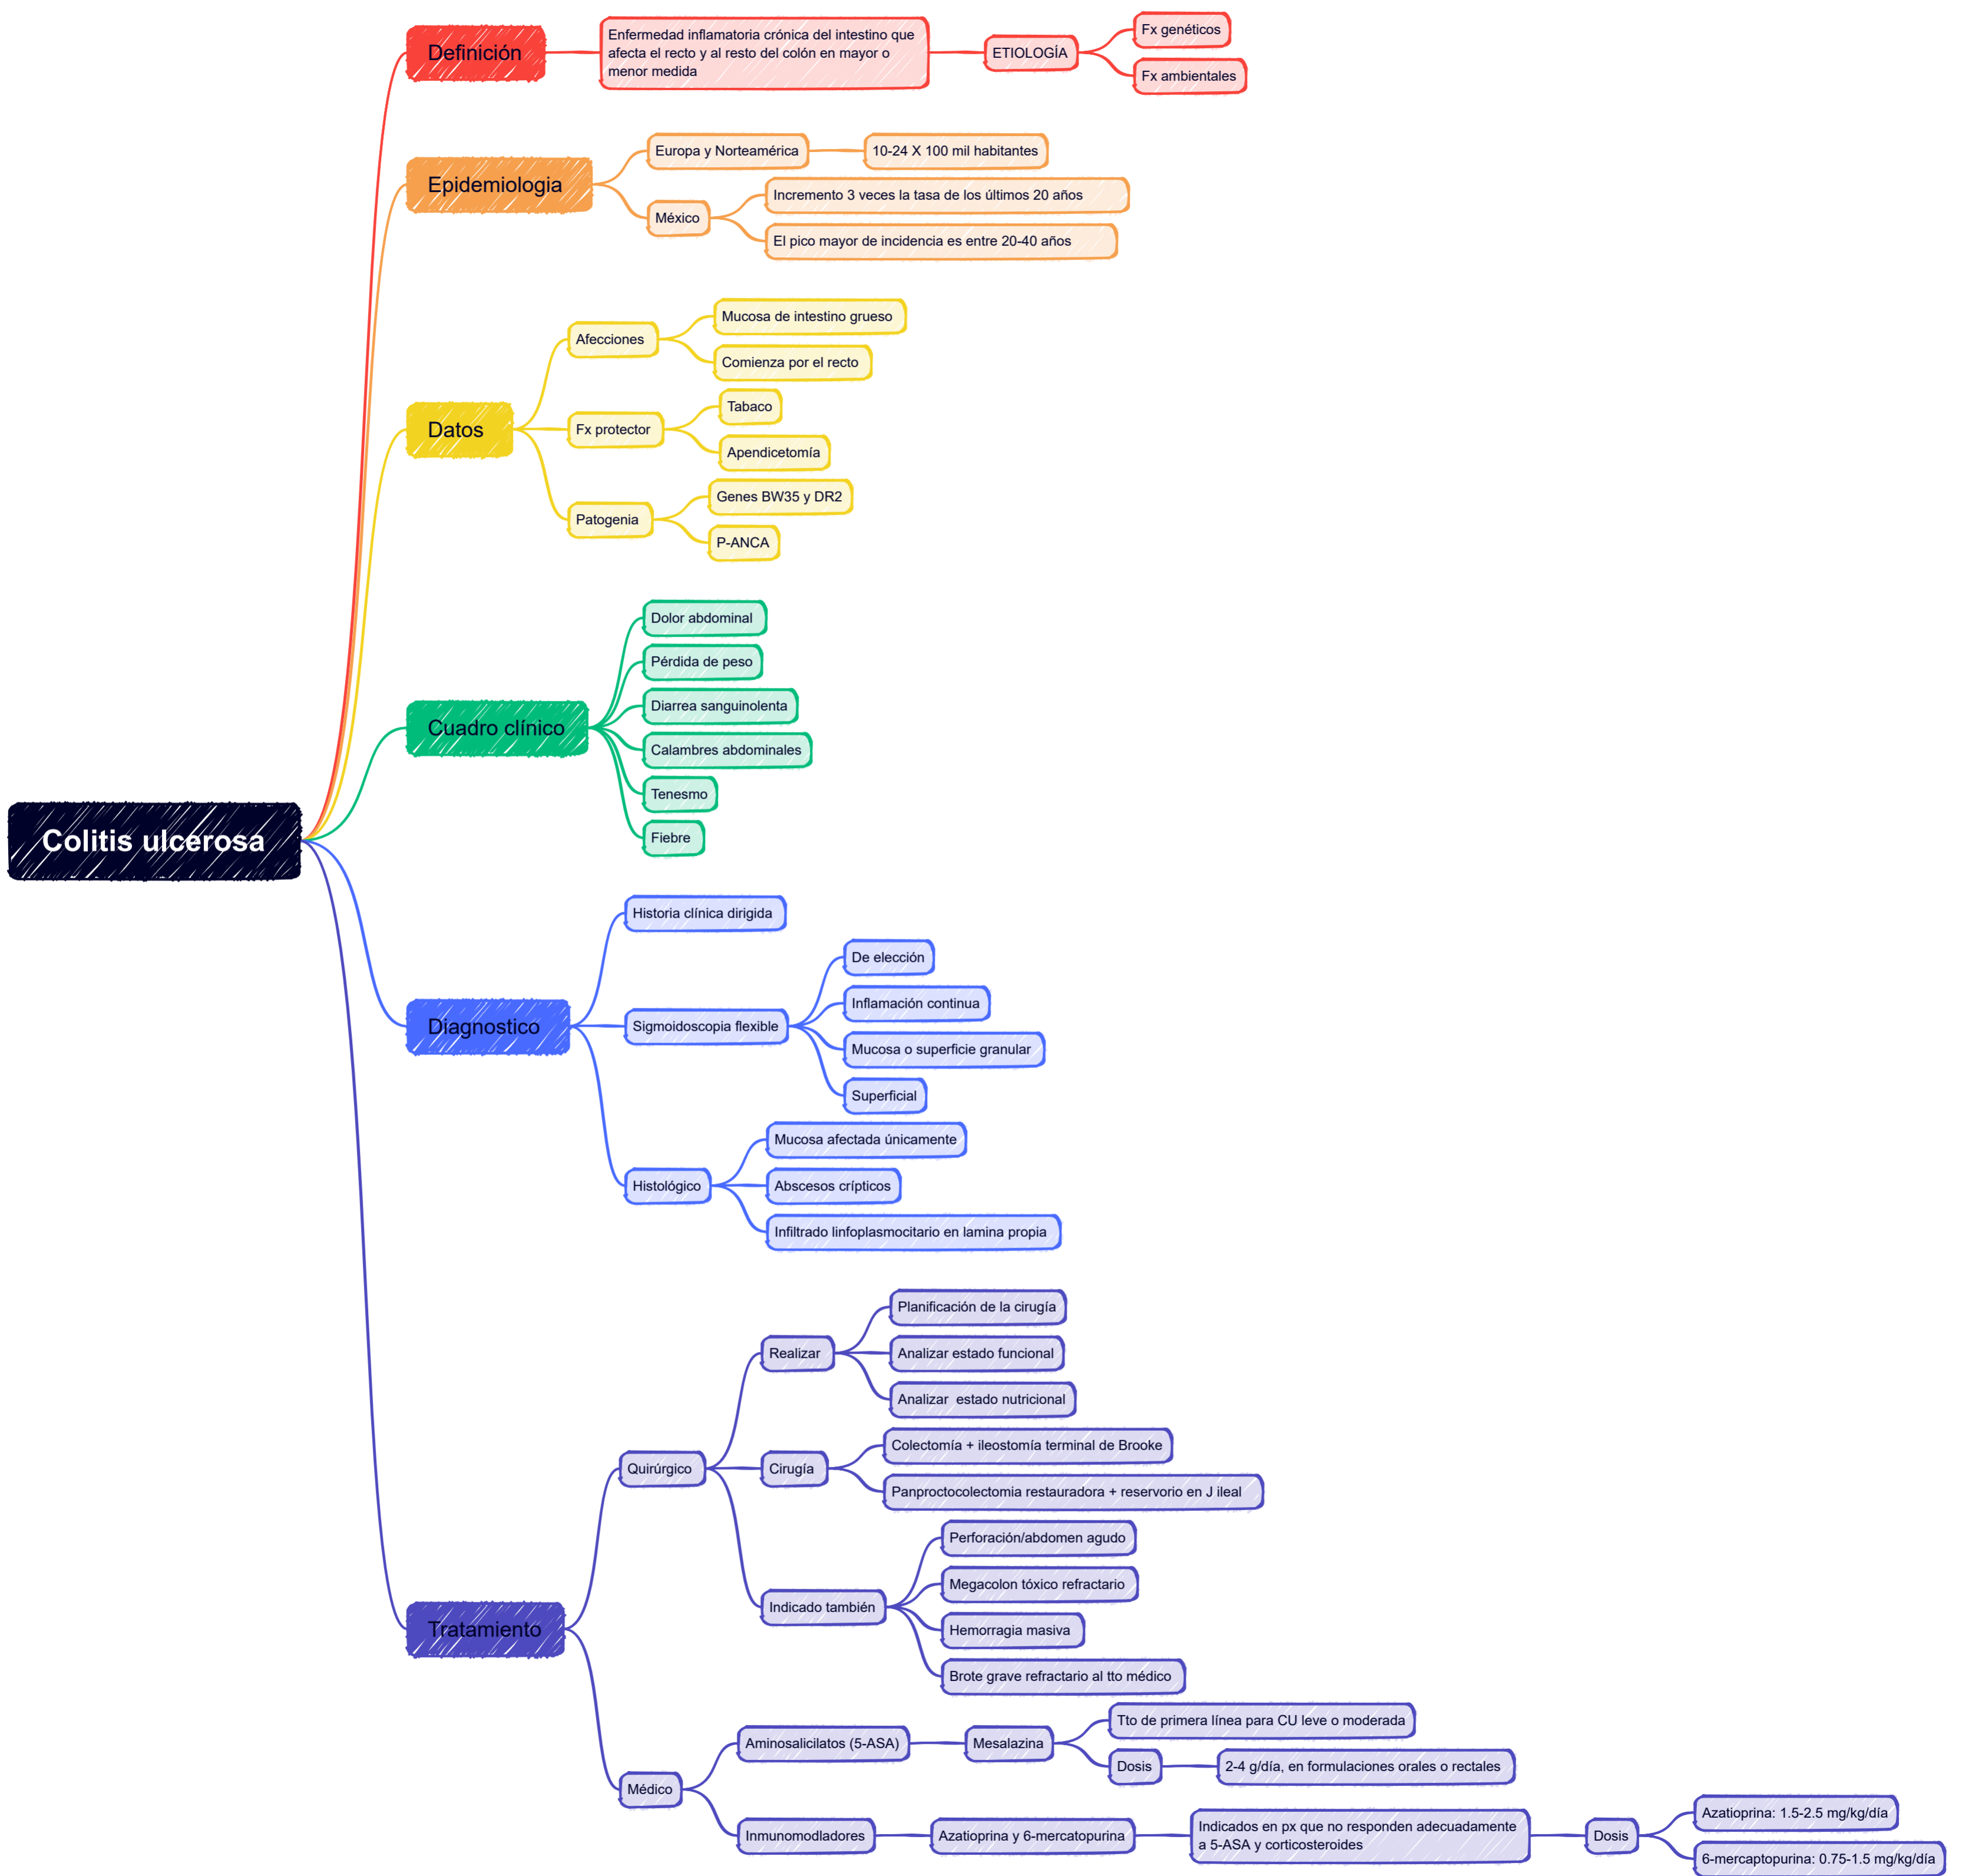 Colitis ulcerosa
Definición
Enfermedad inflamatoria crónica del intestino que
afecta el recto y al resto del colón en mayor o
menor medida
ETIOLOGÍA
Fx genéticos
Fx ambientales
Epidemiologia
Europa y Norteamérica
10-24 X 100 mil habitantes
México
Incremento 3 veces la tasa de los últimos 20 años
El pico mayor de incidencia es entre 20-40 años
Datos
Afecciones
Mucosa de intestino grueso
Comienza por el recto
Fx protector
Tabaco
Apendicetomía
Patogenia
Genes BW35 y DR2
P-ANCA
Cuadro clínico
Dolor abdominal
Pérdida de peso
Diarrea sanguinolenta
Calambres abdominales
Tenesmo
Fiebre
Diagnostico
Historia clínica dirigida
Sigmoidoscopia flexible
De elección
Inflamación continua
Mucosa o superficie granular
Superficial
Histológico
Mucosa afectada únicamente
Abscesos crípticos
Infiltrado linfoplasmocitario en lamina propia
Tratamiento
Quirúrgico
Realizar
Planificación de la cirugía
Analizar estado funcional
Analizar  estado nutricional
Cirugía
Colectomía + ileostomía terminal de Brooke
Panproctocolectomia restauradora + reservorio en J ileal
Indicado también
Perforación/abdomen agudo
Megacolon tóxico refractario
Hemorragia masiva
Brote grave refractario al tto médico
Médico
Aminosalicilatos (5-ASA)
Mesalazina
Tto de primera línea para CU leve o moderada
Dosis
2-4 g/día, en formulaciones orales o rectales
Inmunomodladores
Azatioprina y 6-mercatopurina
Indicados en px que no responden adecuadamente
a 5-ASA y corticosteroides
Dosis
Azatioprina: 1.5-2.5 mg/kg/día
6-mercaptopurina: 0.75-1.5 mg/kg/día